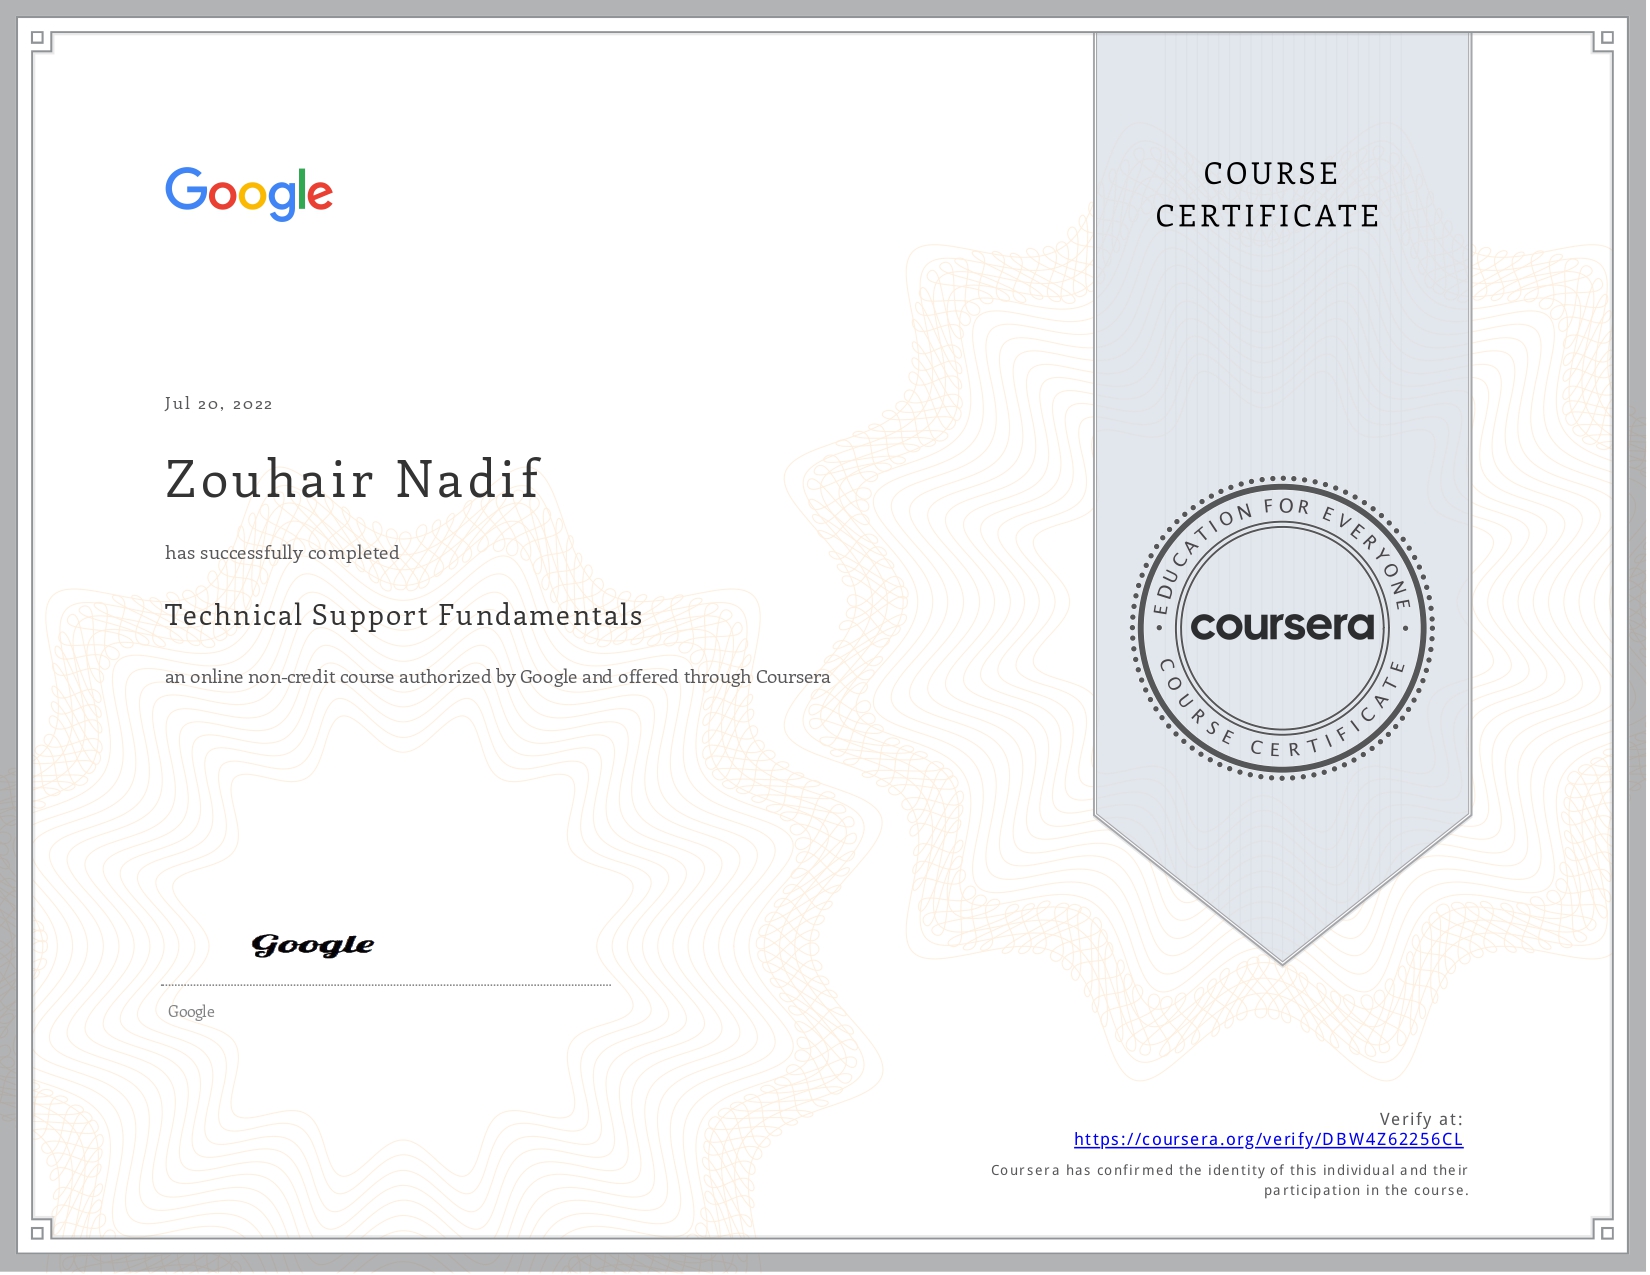 Google
COURSE
CERTIFICATE
Jul 20, 2022
Zouhair Nadif
has successfully completed
Technical Support Fundamentals
an online non-credit course authorized by Google and offered through Coursera
EDUCATION FOR EVERYONE
coursera
COURSE CERTIFICATE
Google
Google
Verify at:
https://coursera.org/verify/DBW4Z62256CL
Coursera has confirmed the identity of this individual and their
participation in the course.